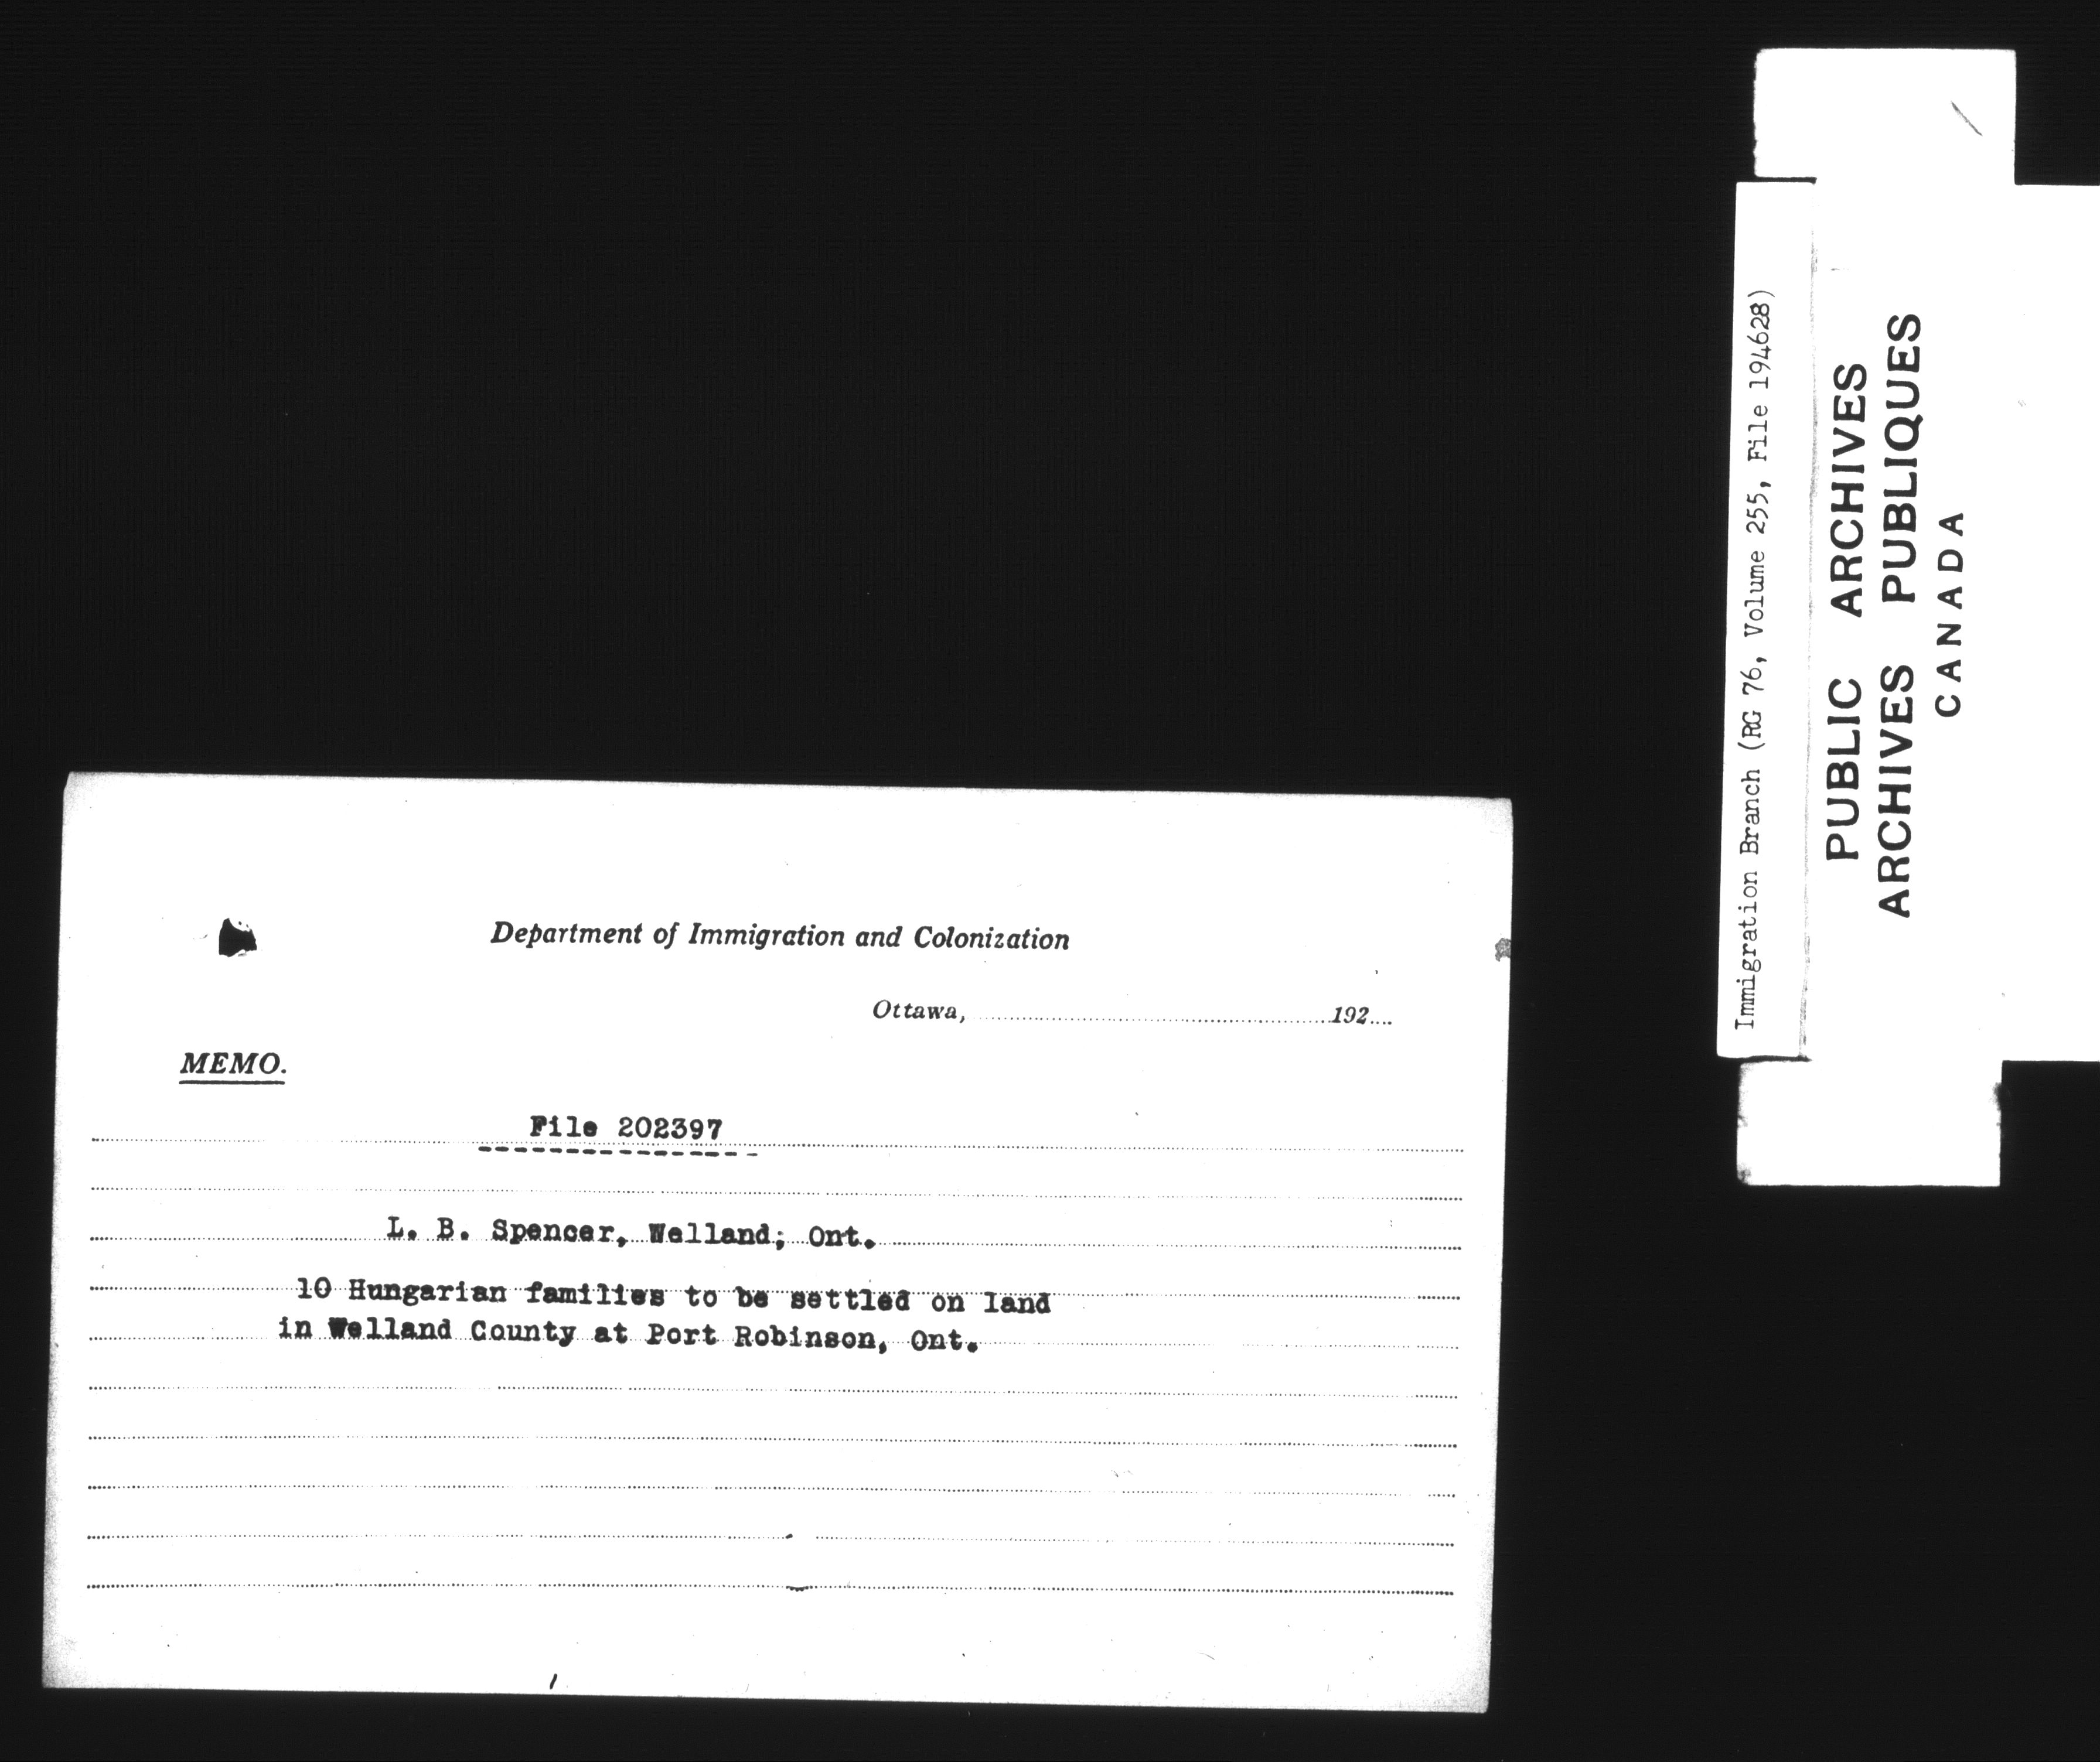 Department of Immigration and Colonization
Ottawa, 192
MEMO.
File 202397
L. B. Spencer, Welland; Ont.
10 Hungarian families to be settled on land
in Welland County at Port Robinson, Ont.
Immigration Branch (RG 76, Volume 255, File 194628)
PUBLIC ARCHIVES
ARCHIVES PUBLIQUES
CANADA